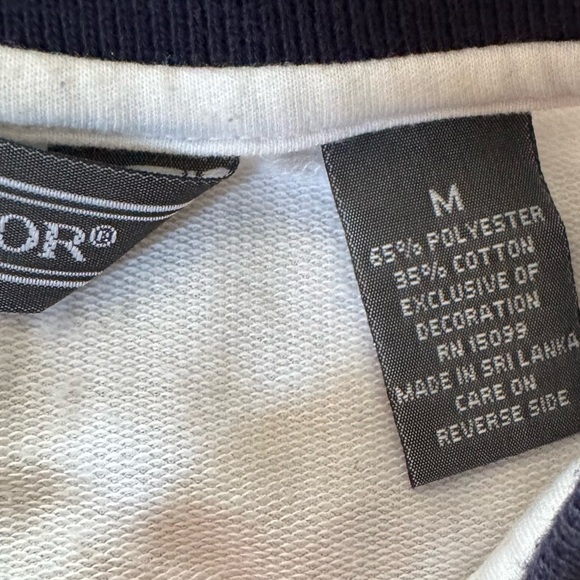 OR®
M
65% POLYESTER
35% COTTON
EXCLUSIVE OF
DECORATION
RN 15099
MADE IN SRI LANKA
CARE ON
REVERSE SIDE